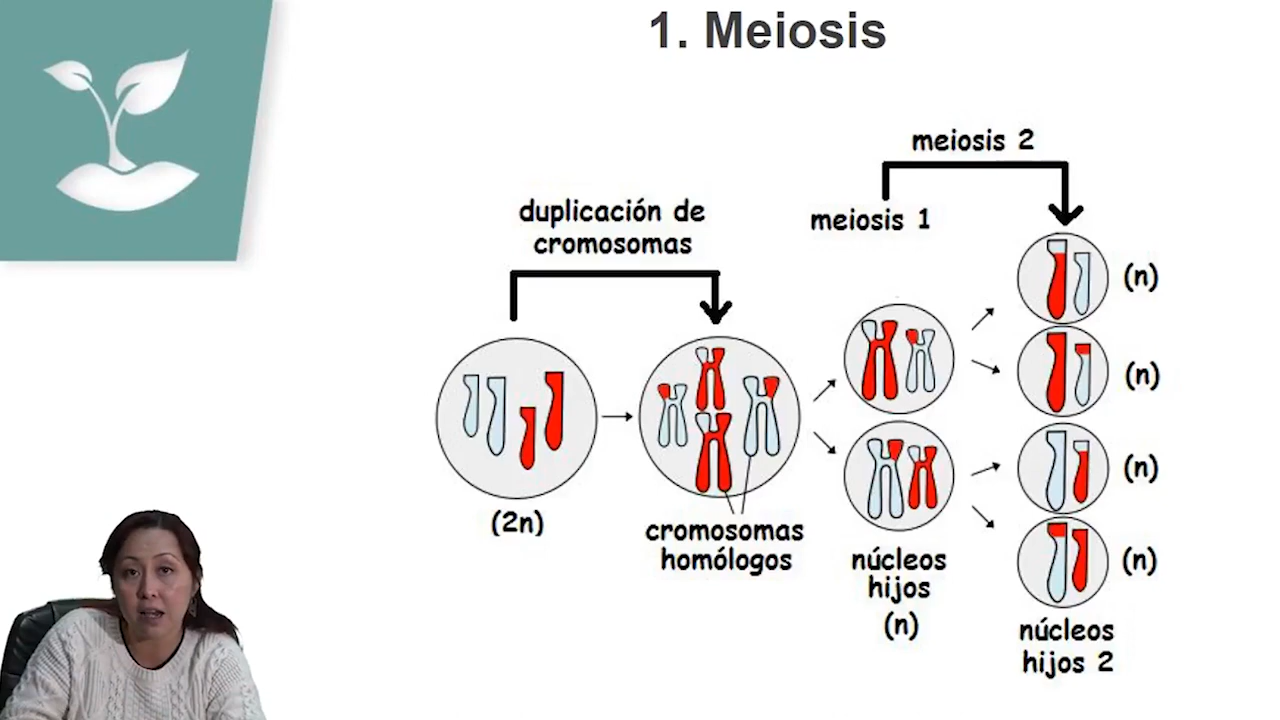 1. Meiosis
meiosis 2
duplicación de
cromosomas
meiosis 1
(n)
(n)
(n)
(n)
(2n)
cromosomas
homólogos
núcleos
hijos
(n)
núcleos
hijos 2